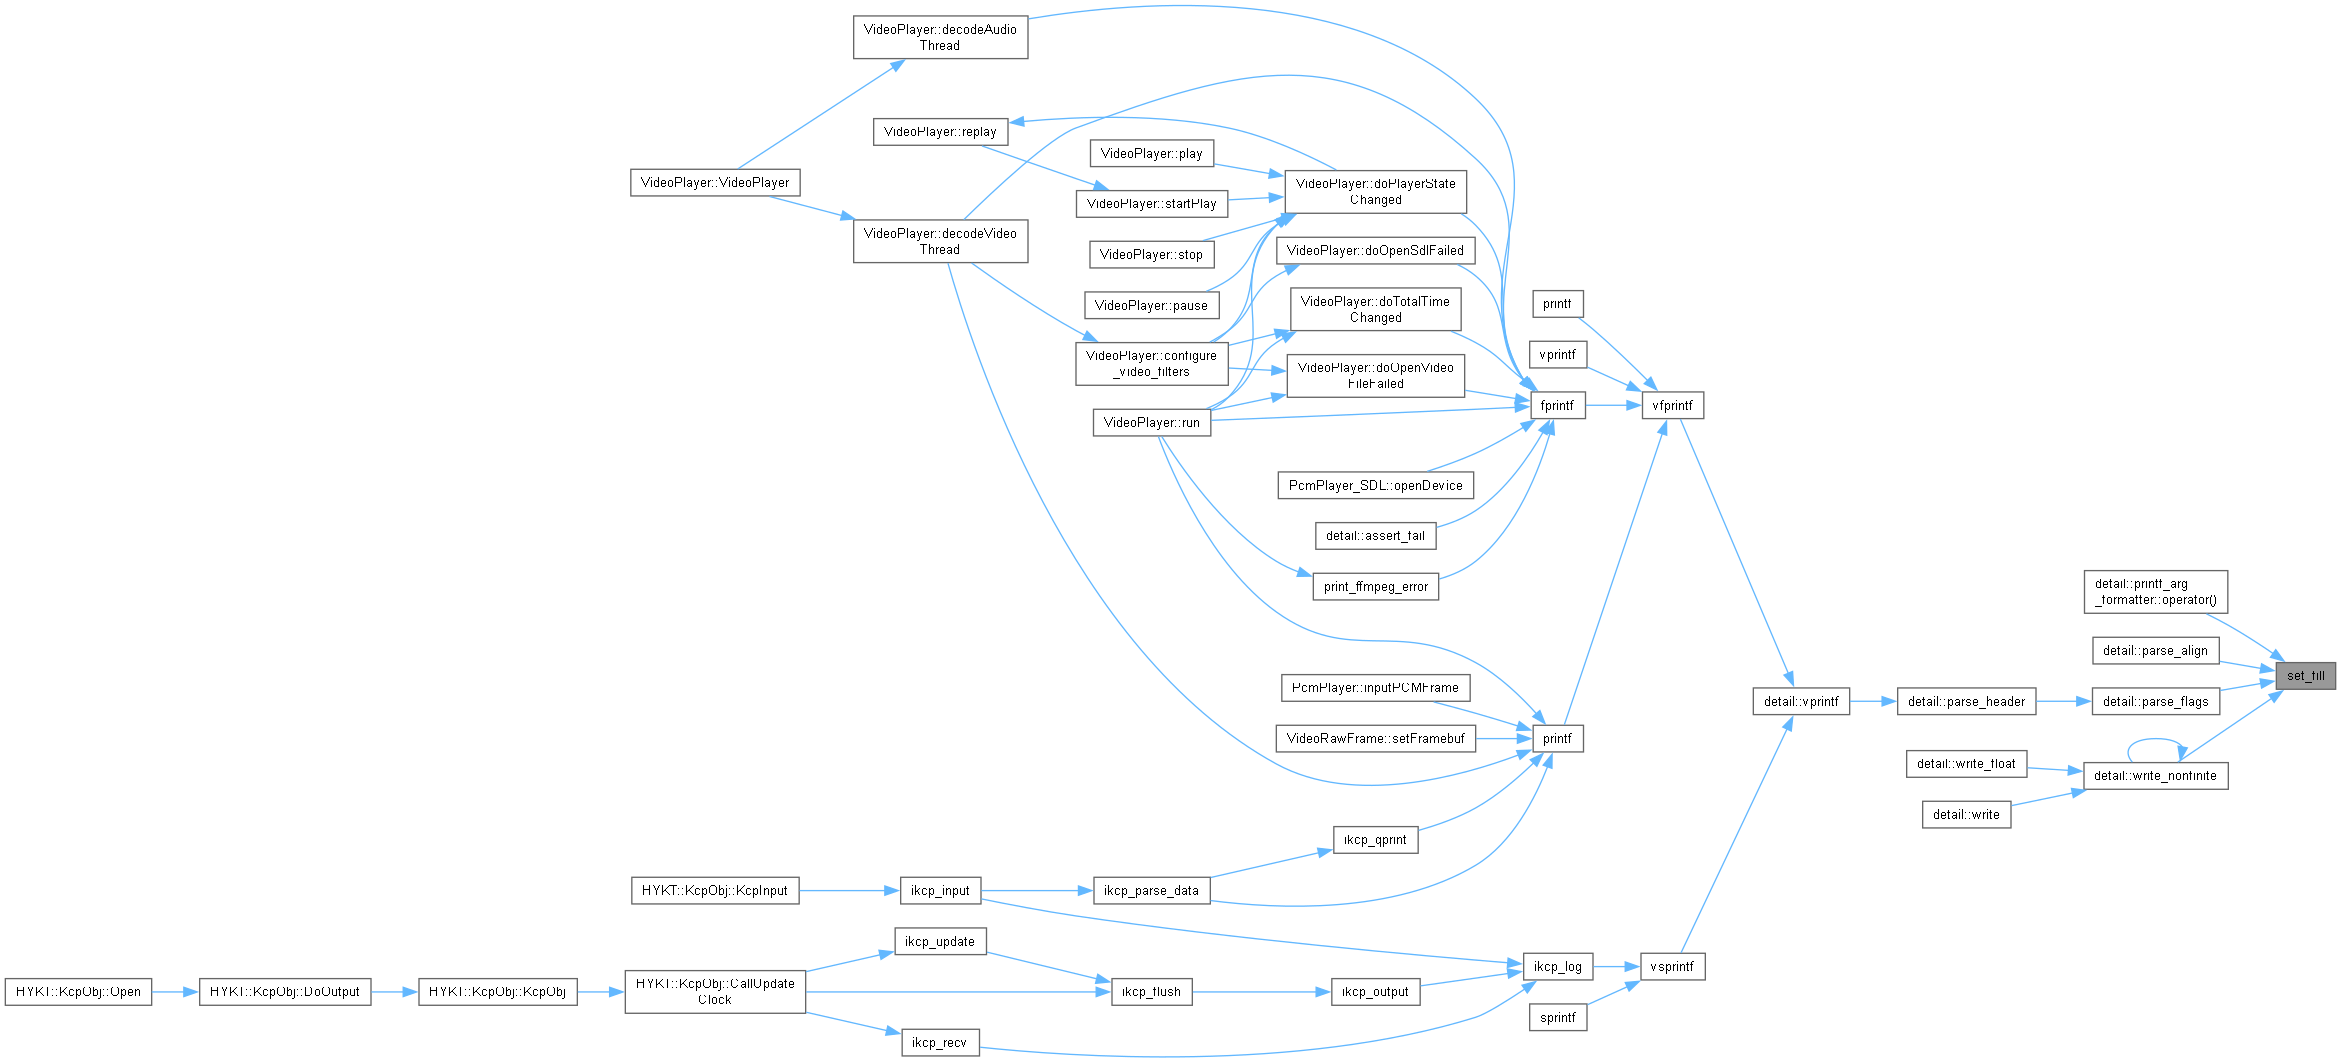 VideoPlayer::decodeAudio
Thread
VideoPlayer::replay
VideoPlayer::play
VideoPlayer::VideoPlayer
VideoPlayer::doPlayerState
Changed
VideoPlayer::startPlay
VideoPlayer::decodeVideo
Thread
VideoPlayer::stop
VideoPlayer::doOpenSdlFailed
VideoPlayer::pause
VideoPlayer::doTotalTime
Changed
printf
VideoPlayer::configure
_video_filters
vprintf
VideoPlayer::doOpenVideo
FileFailed
VideoPlayer::run
fprintf
vfprintf
PcmPlayer_SDL::openDevice
detail::assert_fail
print_ffmpeg_error
detail::printf_arg
_formatter::operator()
detail::parse_align
set_fill
PcmPlayer::inputPCMFrame
detail::vprintf
detail::parse_header
detail::parse_flags
VideoRawFrame::setFramebuf
printf
detail::write_float
detail::write_nonfinite
detail::write
ikcp_qprint
HYKT::KcpObj::KcpInput
ikcp_input
ikcp_parse_data
ikcp_update
ikcp_log
vsprintf
HYKT::KcpObj::Open
HYKT::KcpObj::DoOutput
HYKT::KcpObj::KcpObj
HYKT::KcpObj::CallUpdate
Clock
ikcp_flush
ikcp_output
sprintf
ikcp_recv